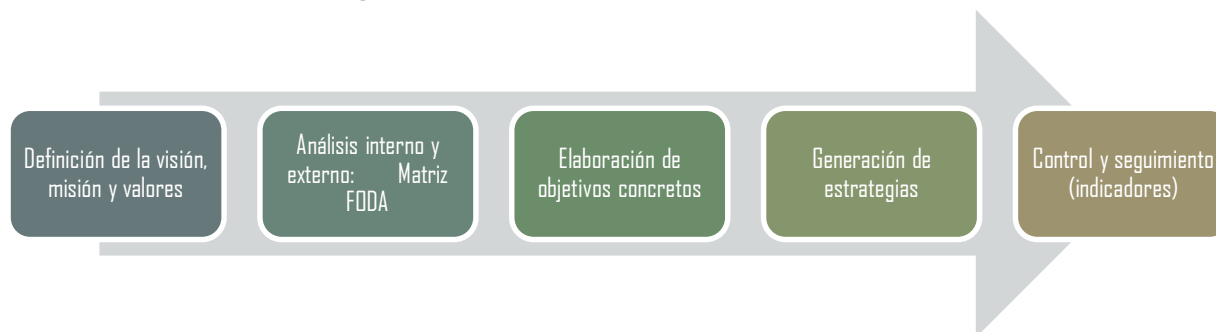 Definición de la visión,
misión y valores
Análisis interno y
externo: Matriz
FODA
Elaboración de
objetivos concretos
Generación de
estrategias
Control y seguimiento
(indicadores)